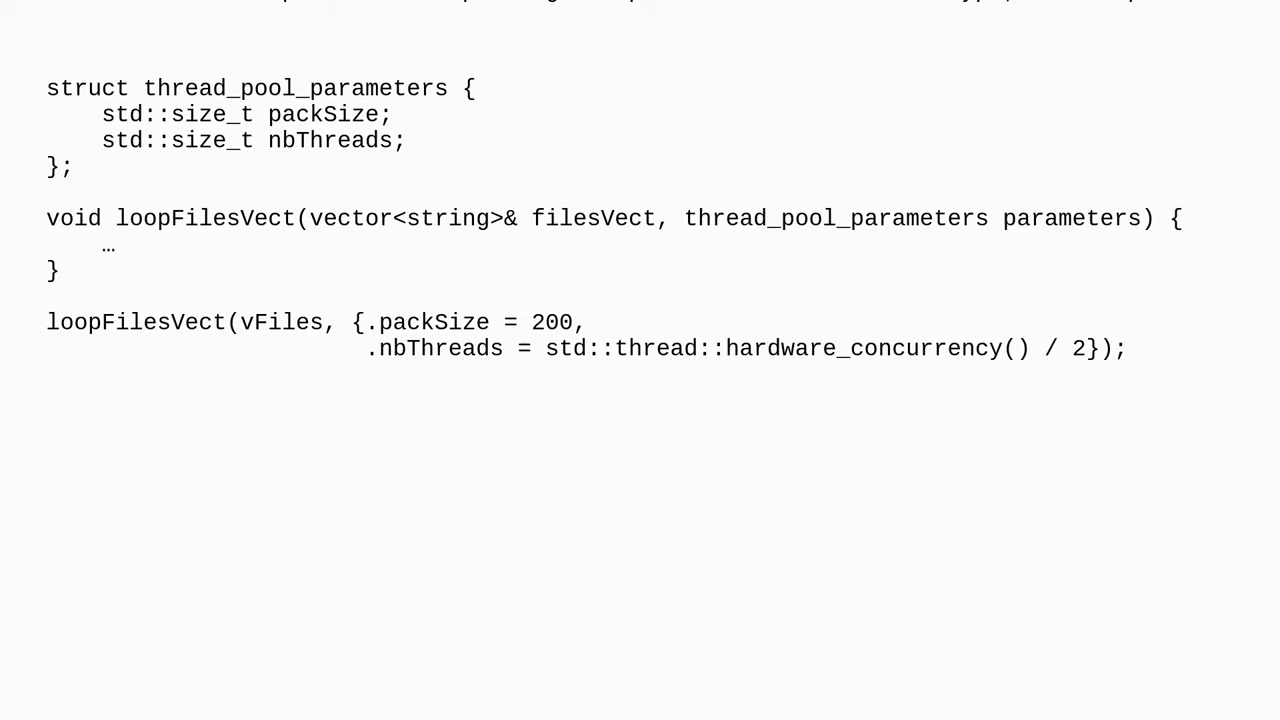 struct thread_pool_parameters {
    std::size_t packSize;
    std::size_t nbThreads;
};
void loopFilesVect(vector<string>& filesVect, thread_pool_parameters parameters) {
    …
}
loopFilesVect(vFiles, {.packSize = 200,
                       .nbThreads = std::thread::hardware_concurrency() / 2});